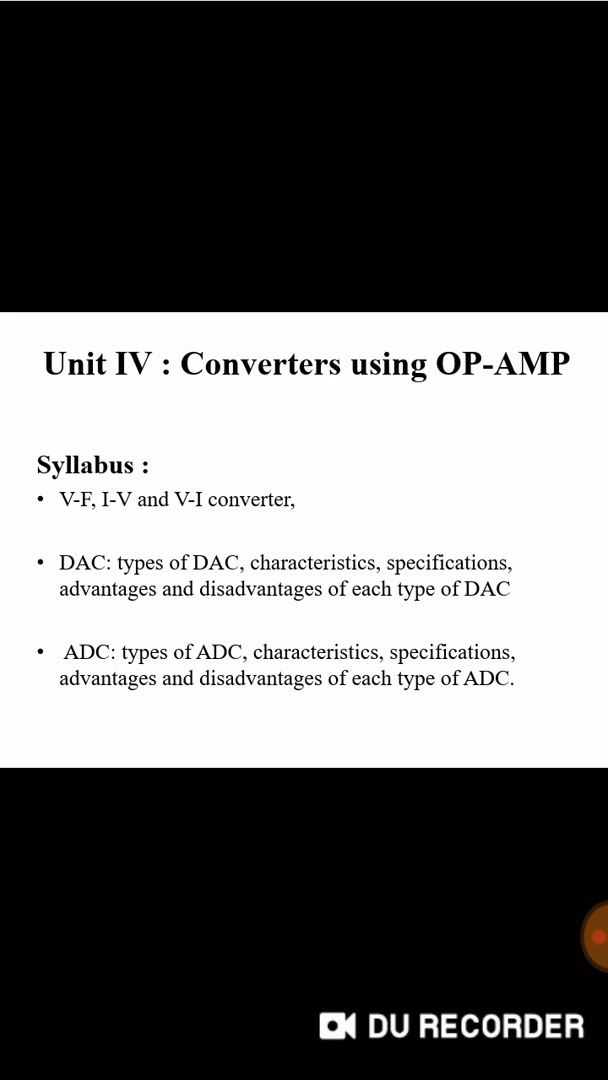 Unit IV : Converters using OP-AMP
Syllabus :
• V-F, I-V and V-I converter,
• DAC: types of DAC, characteristics, specifications,
advantages and disadvantages of each type of DAC
• ADC: types of ADC, characteristics, specifications,
advantages and disadvantages of each type of ADC.
DU RECORDER